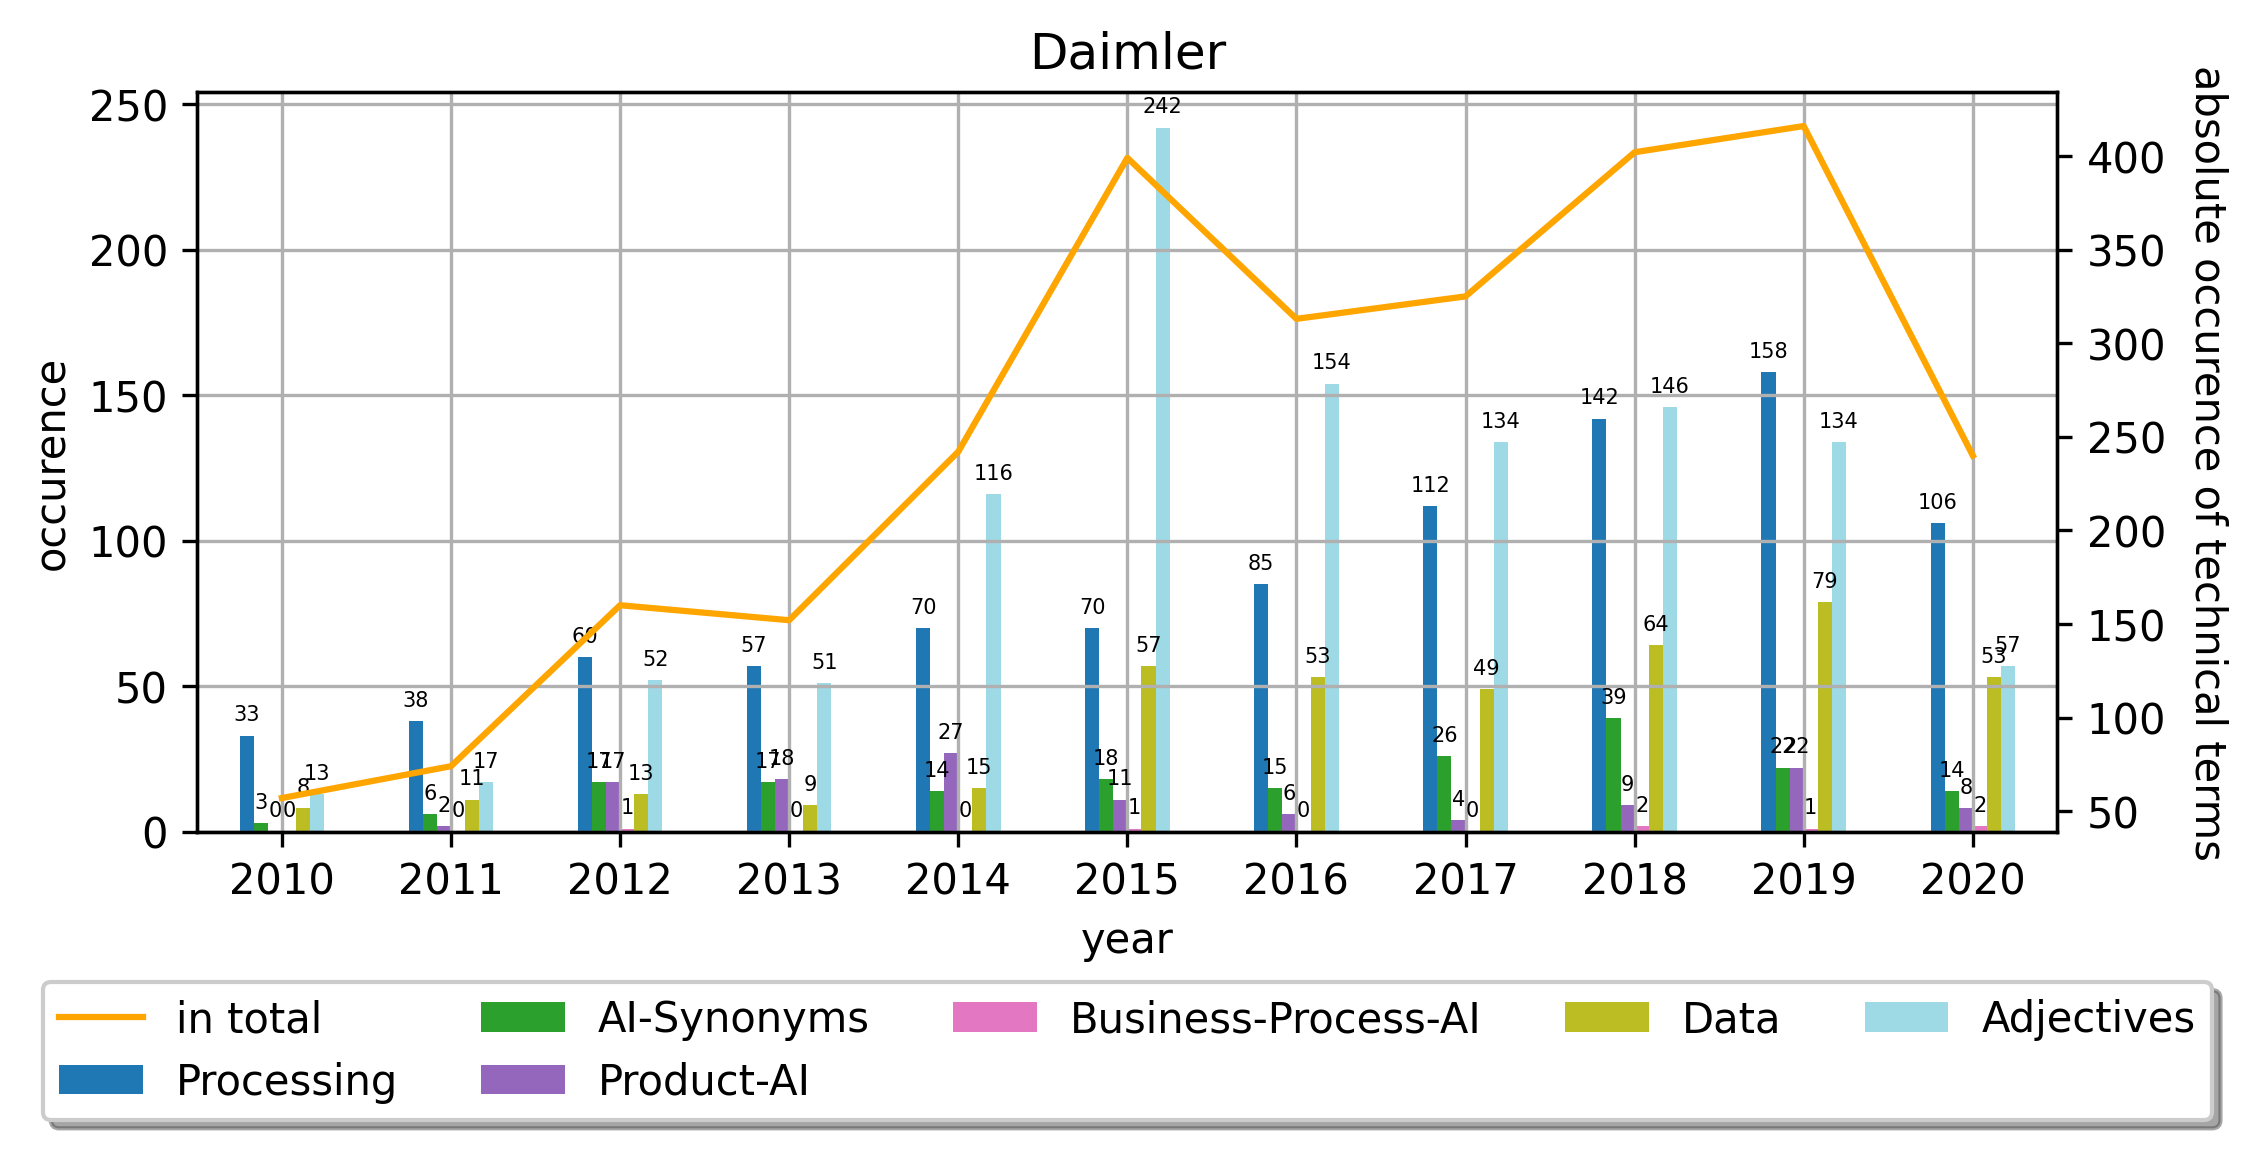 Daimler
250
200
150
100
50
0
occurence
400
350
300
250
200
150
100
50
absolute occurence of technical terms
33 3 0 0 8 13
38 6 2 0 11 17
60 17 17 1 13 52
57 17 18 0 9 51
70 14 27 0 15 116
70 18 11 1 57 242
85 15 6 0 53 154
112 26 4 0 49 134
142 39 9 2 64 146
158 22 22 1 79 134
106 14 8 2 53 57
2010 2011 2012 2013 2014 2015 2016 2017 2018 2019 2020
year
in total AI-Synonyms Business-Process-AI Data Adjectives
Processing Product-AI